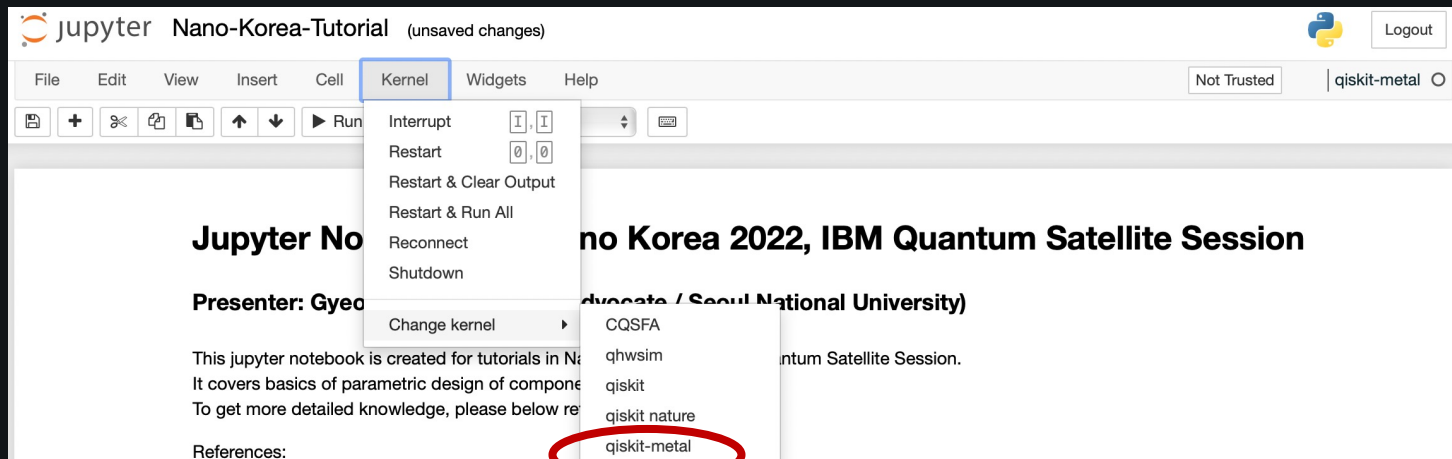 jupyter Nano-Korea-Tutorial (unsaved changes) Logout
File Edit View Insert Cell Kernel Widgets Help Not Trusted qiskit-metal
Run
Interrupt I,I
Restart 0,0
Restart & Clear Output
Restart & Run All
Reconnect
Shutdown
Change kernel
CQSFA
qhwsim
qiskit
qiskit nature
qiskit-metal
Jupyter No no Korea 2022, IBM Quantum Satellite Session
Presenter: Gyeo dvocate / Seoul National University)
This jupyter notebook is created for tutorials in Na ntum Satellite Session.
It covers basics of parametric design of compone
To get more detailed knowledge, please below re
References: